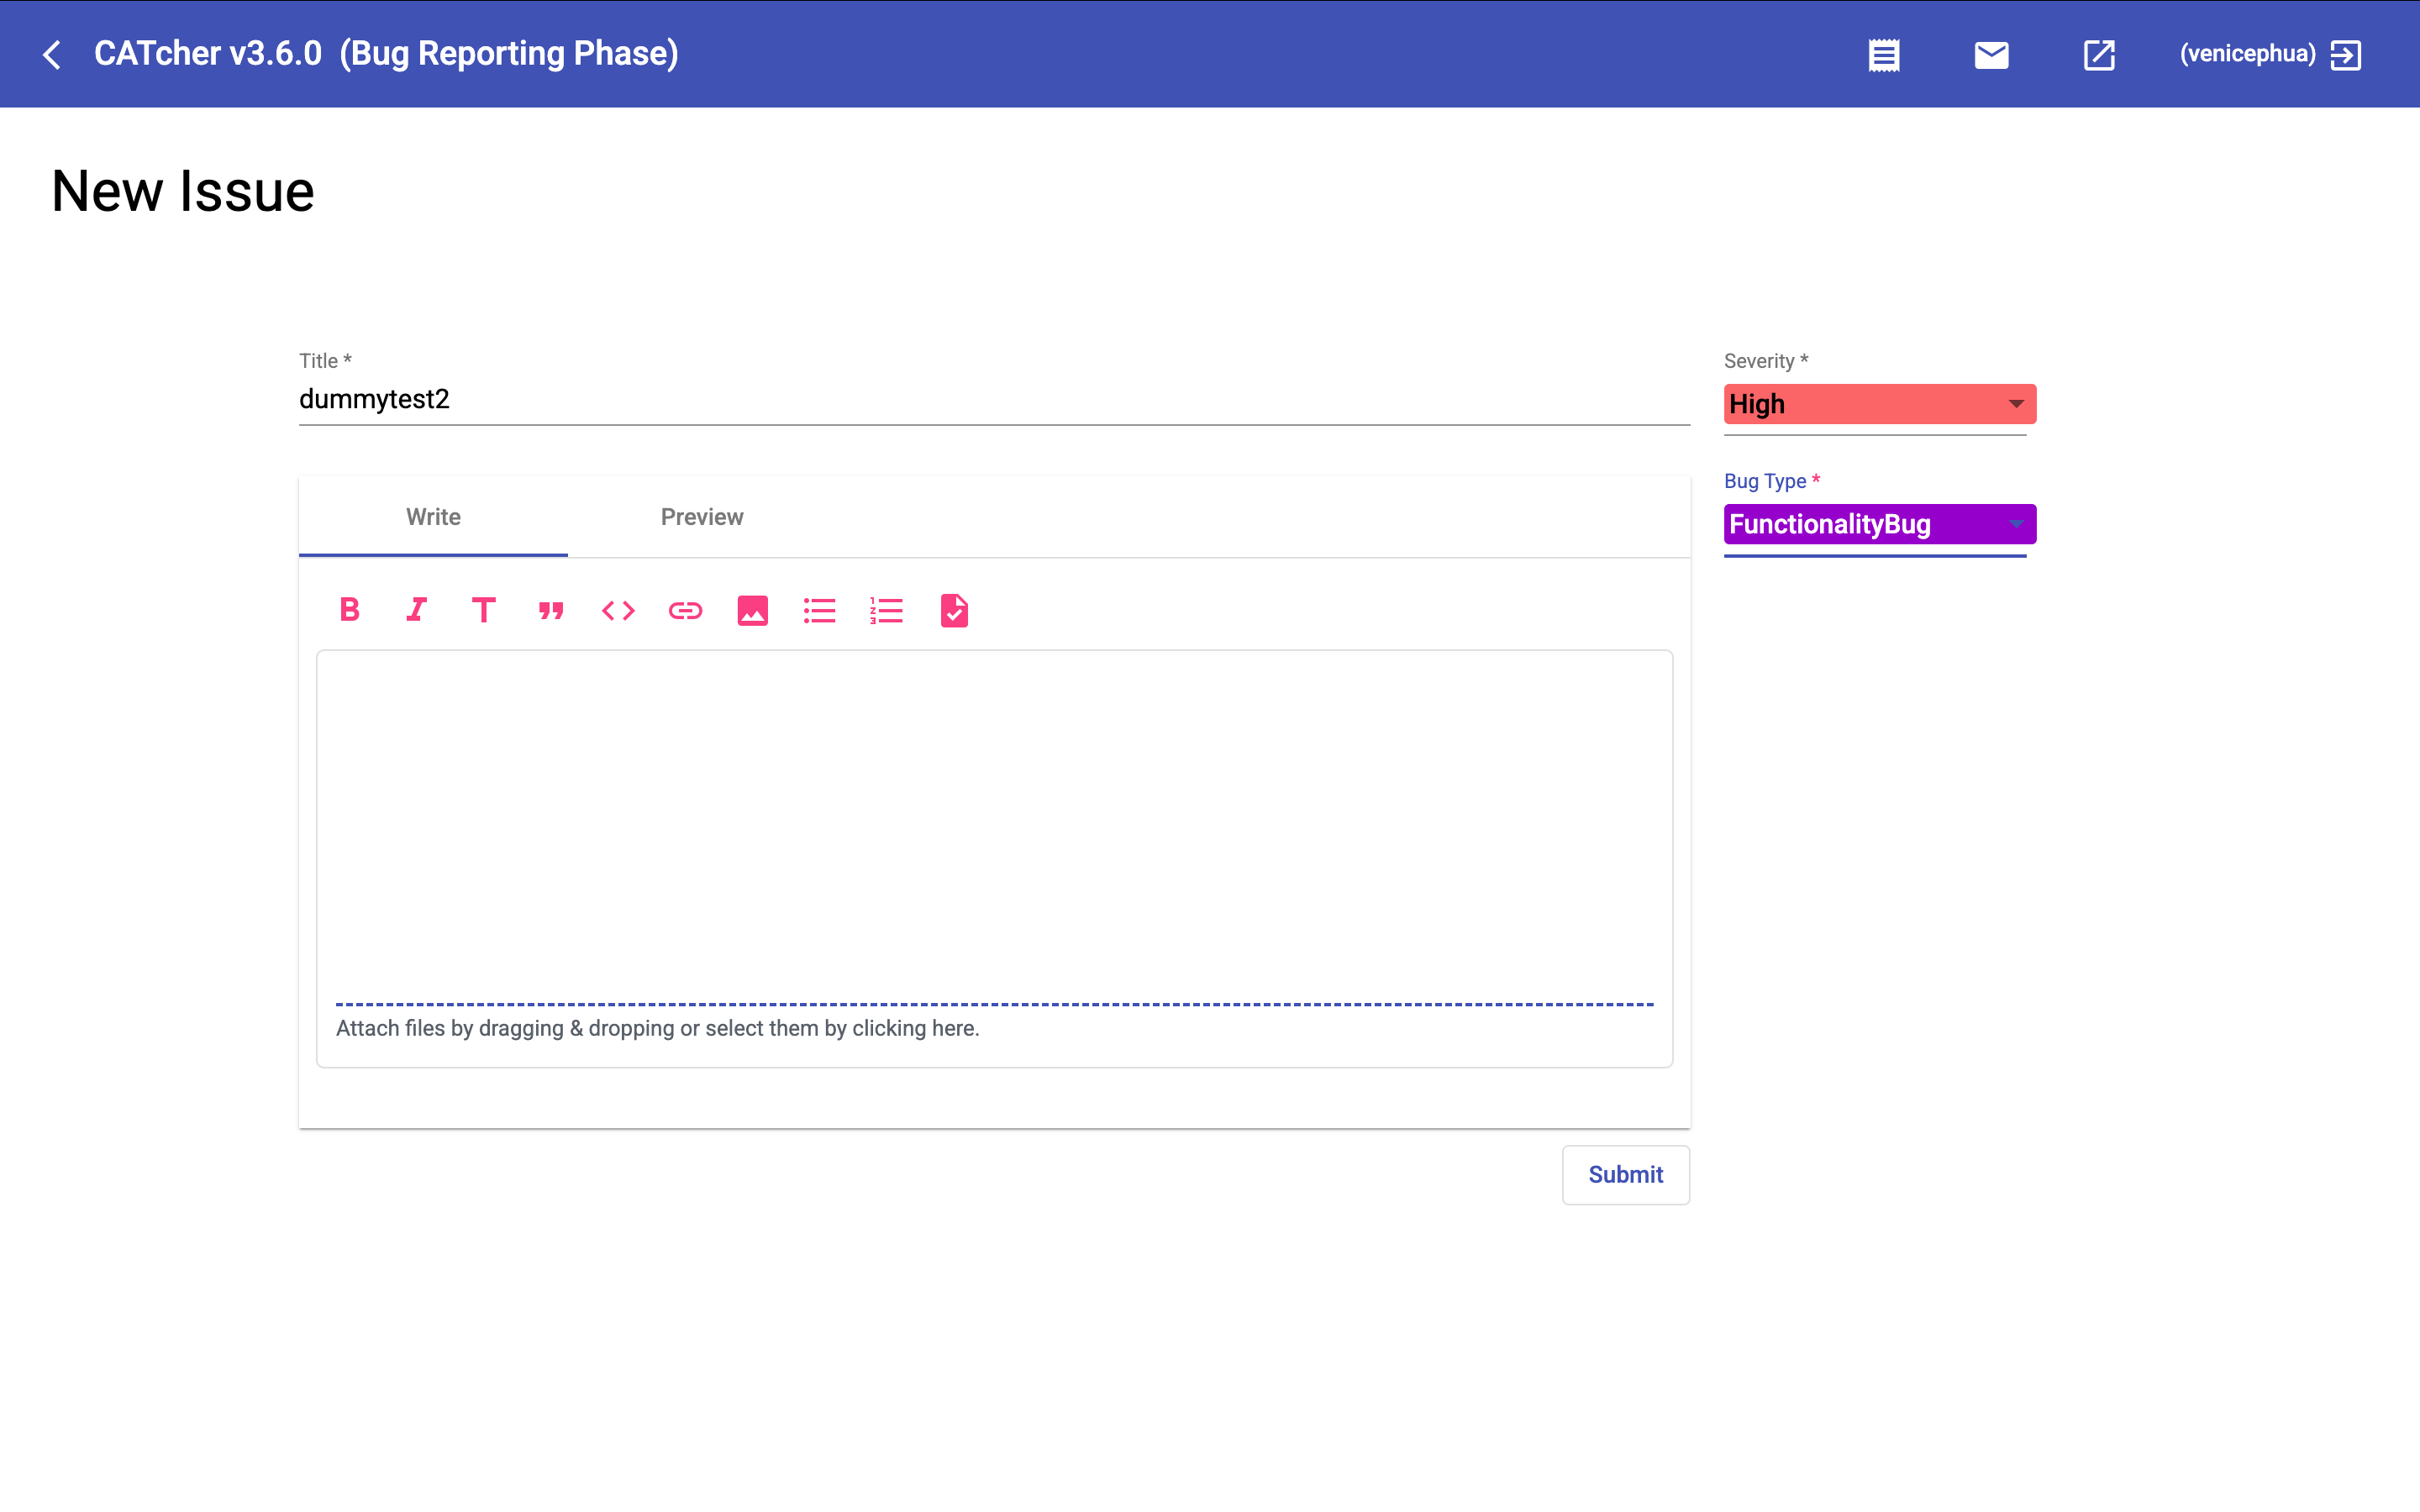 CATcher v3.6.0 (Bug Reporting Phase)
(venicephua)
New Issue
Title *
dummytest2
Severity *
High
Bug Type *
FunctionalityBug
Write
Preview
Attach files by dragging & dropping or select them by clicking here.
Submit